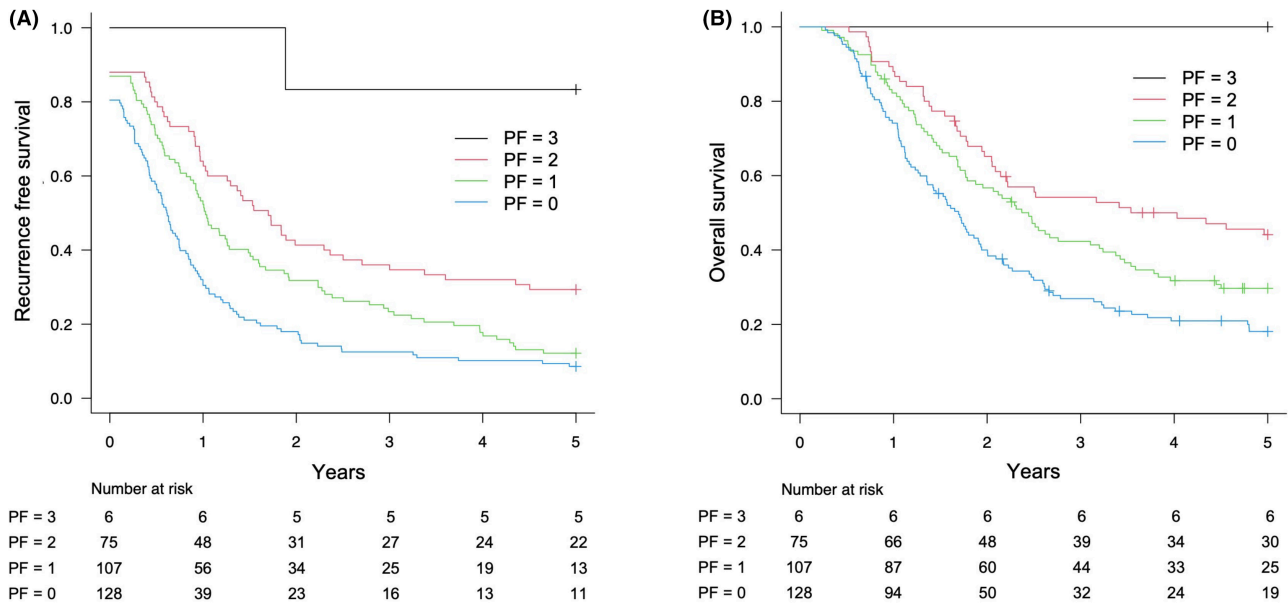 (A)
Recurrence free survival
1.0
0.8
0.6
0.4
0.2
0.0
PF = 3
PF = 2
PF = 1
PF = 0
0 1 2 3 4 5
Years
Number at risk
PF = 3 6 6 5 5 5 5
PF = 2 75 48 31 27 24 22
PF = 1 107 56 34 25 19 13
PF = 0 128 39 23 16 13 11
(B)
Overall survival
1.0
0.8
0.6
0.4
0.2
0.0
PF = 3
PF = 2
PF = 1
PF = 0
0 1 2 3 4 5
Years
Number at risk
PF = 3 6 6 6 6 6 6
PF = 2 75 66 48 39 34 30
PF = 1 107 87 60 44 33 25
PF = 0 128 94 50 32 24 19